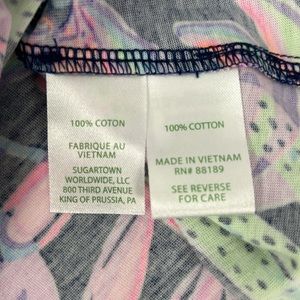 100% COTTON
FABRIQUE AU
VIETNAM
SUGARTOWN
WORLDWIDE, LLC
800 THIRD AVENUE
KING OF PRUSSIA, PA
100% COTTON
MADE IN VIETNAM
RN# 88189
SEE REVERSE
FOR CARE